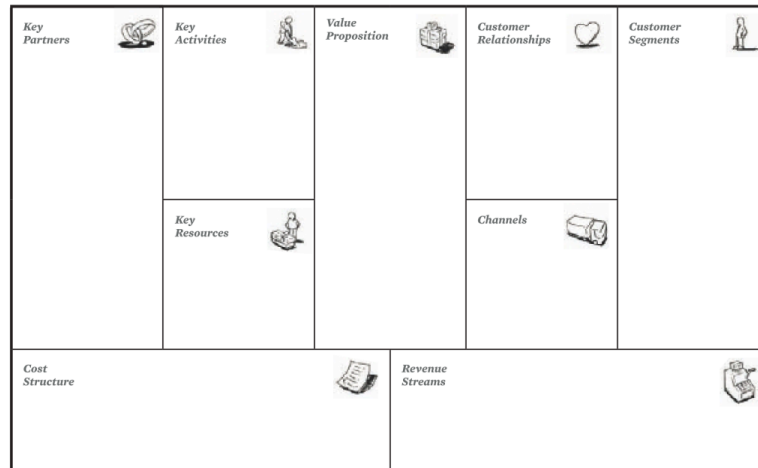 Key
Partners
Key
Activities
Value
Proposition
Customer
Relationships
Customer
Segments
Key
Resources
Channels
Cost
Structure
Revenue
Streams